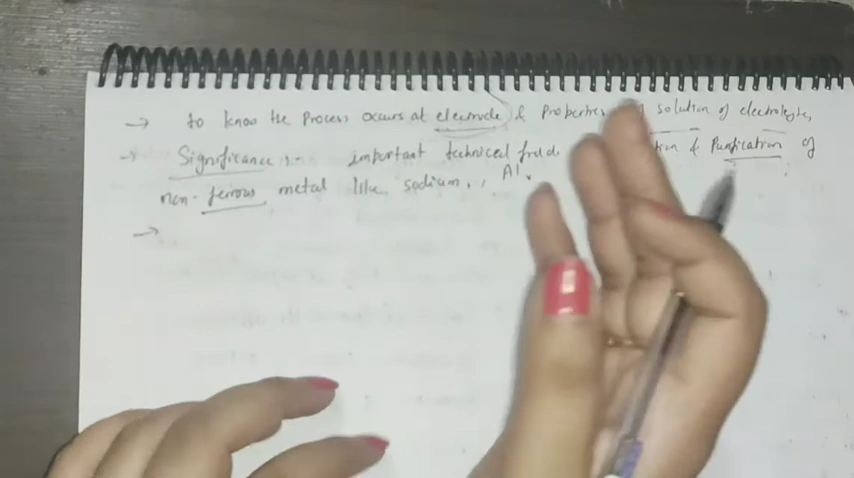 → to know the process occurs at electrode & Properties solution of electrolyte,
→ Significance :- important technical field & Purification of
non-ferrous metal like sodium, , Al,
→